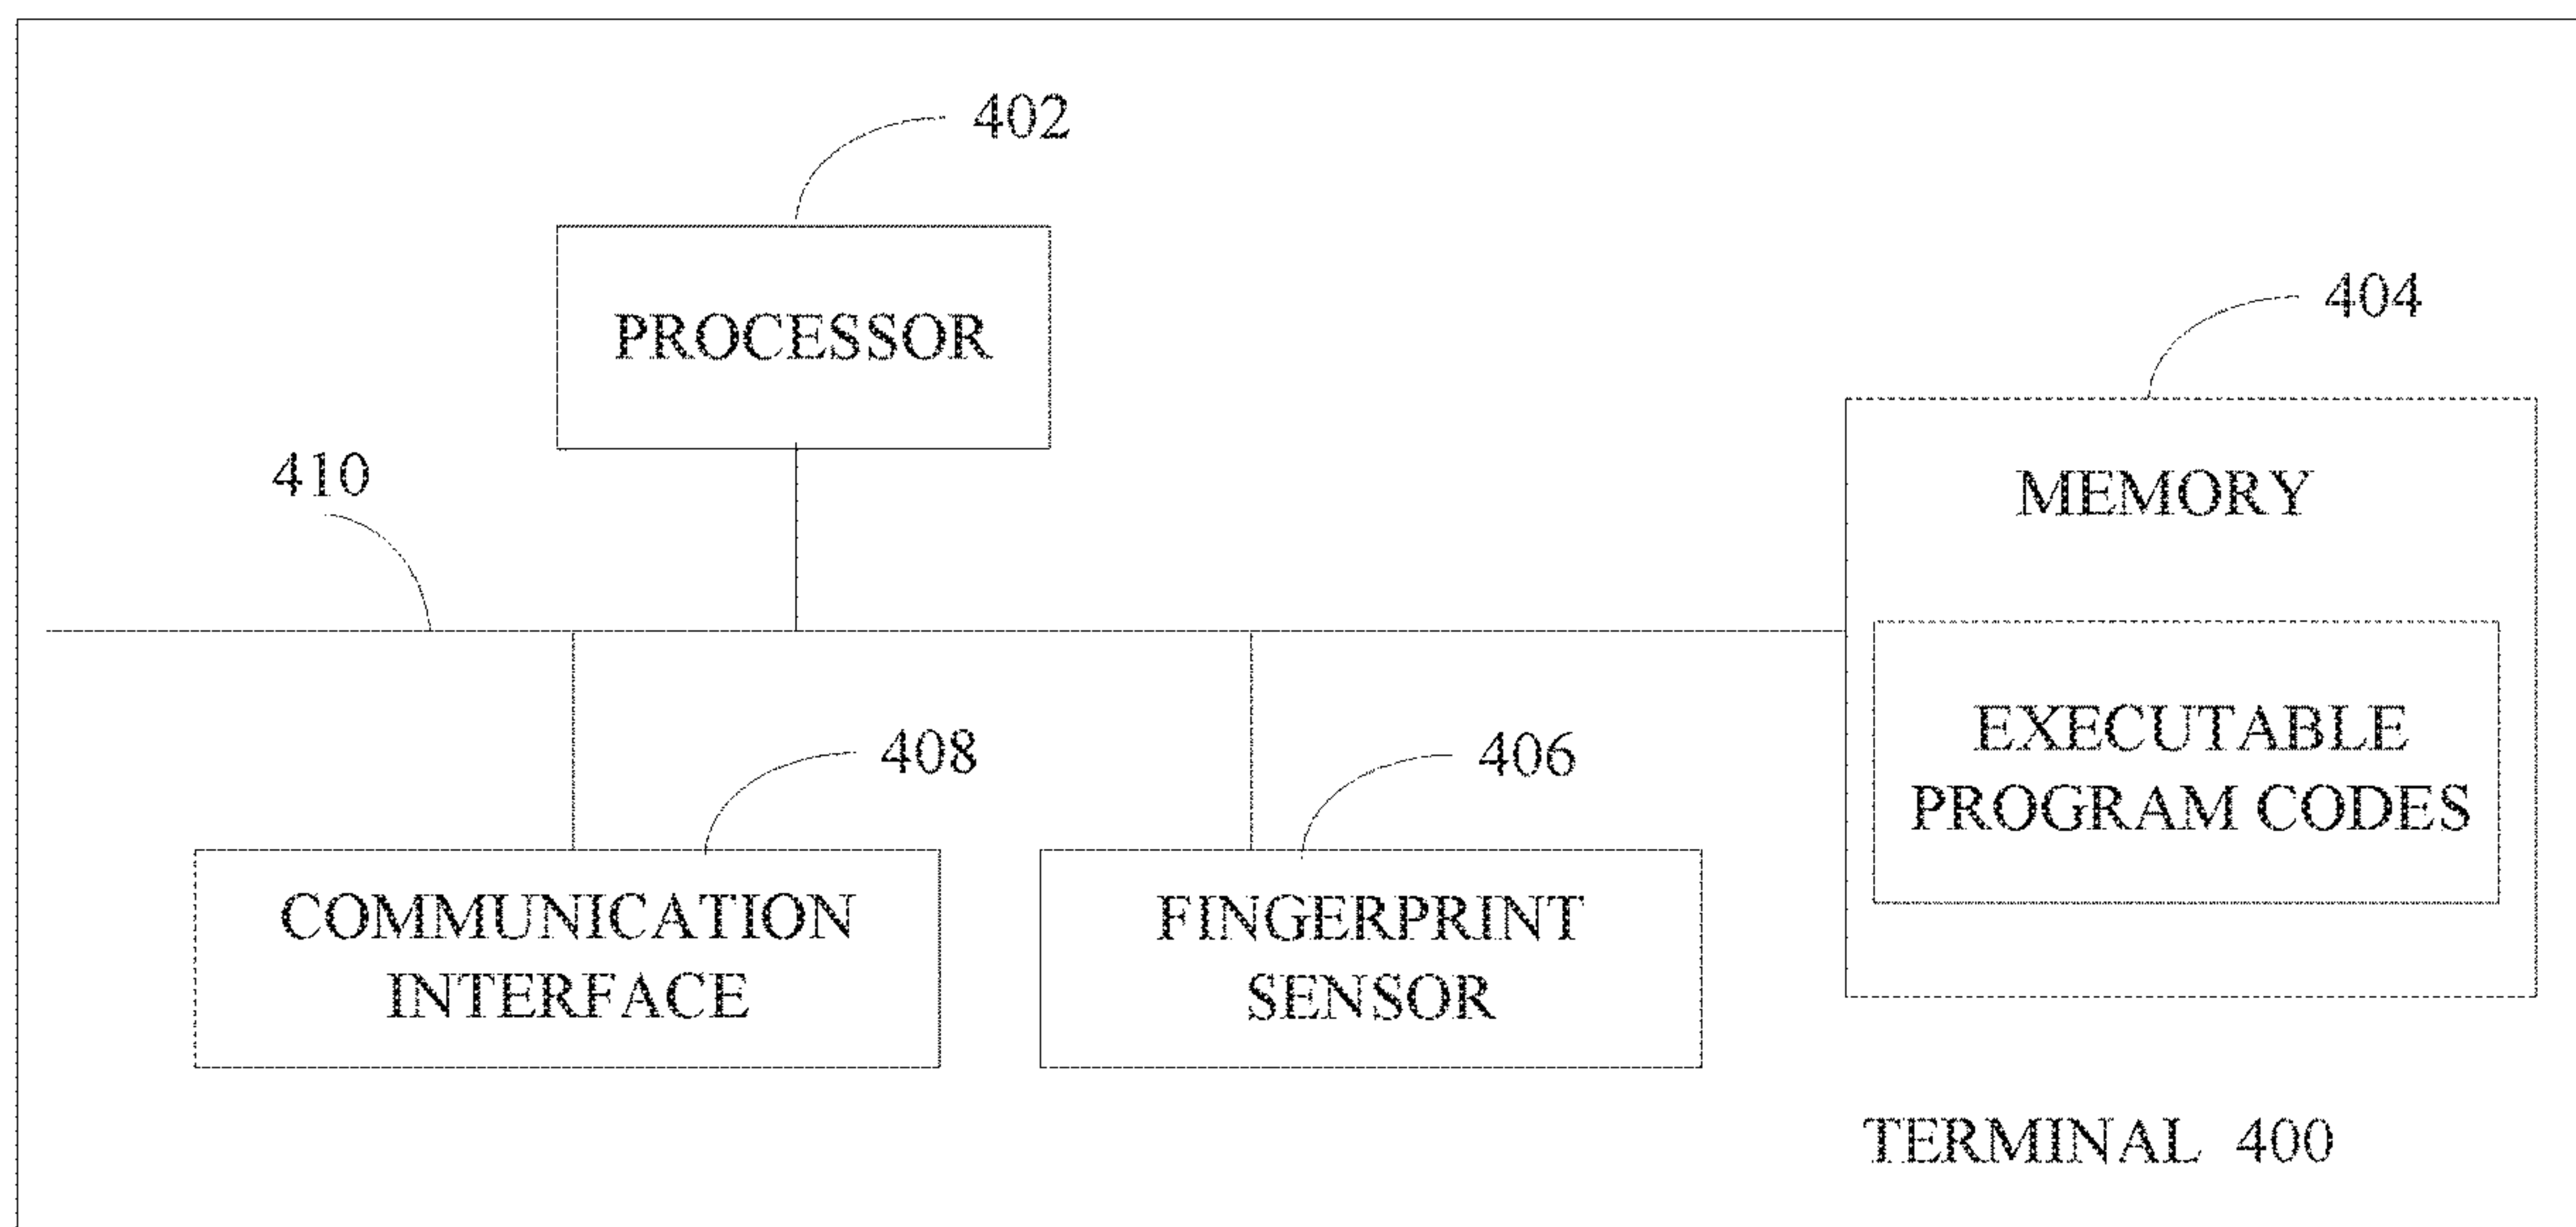 402
PROCESSOR
404
410
MEMORY
EXECUTABLE
PROGRAM CODES
408
406
COMMUNICATION
INTERFACE
FINGERPRINT
SENSOR
TERMINAL 400